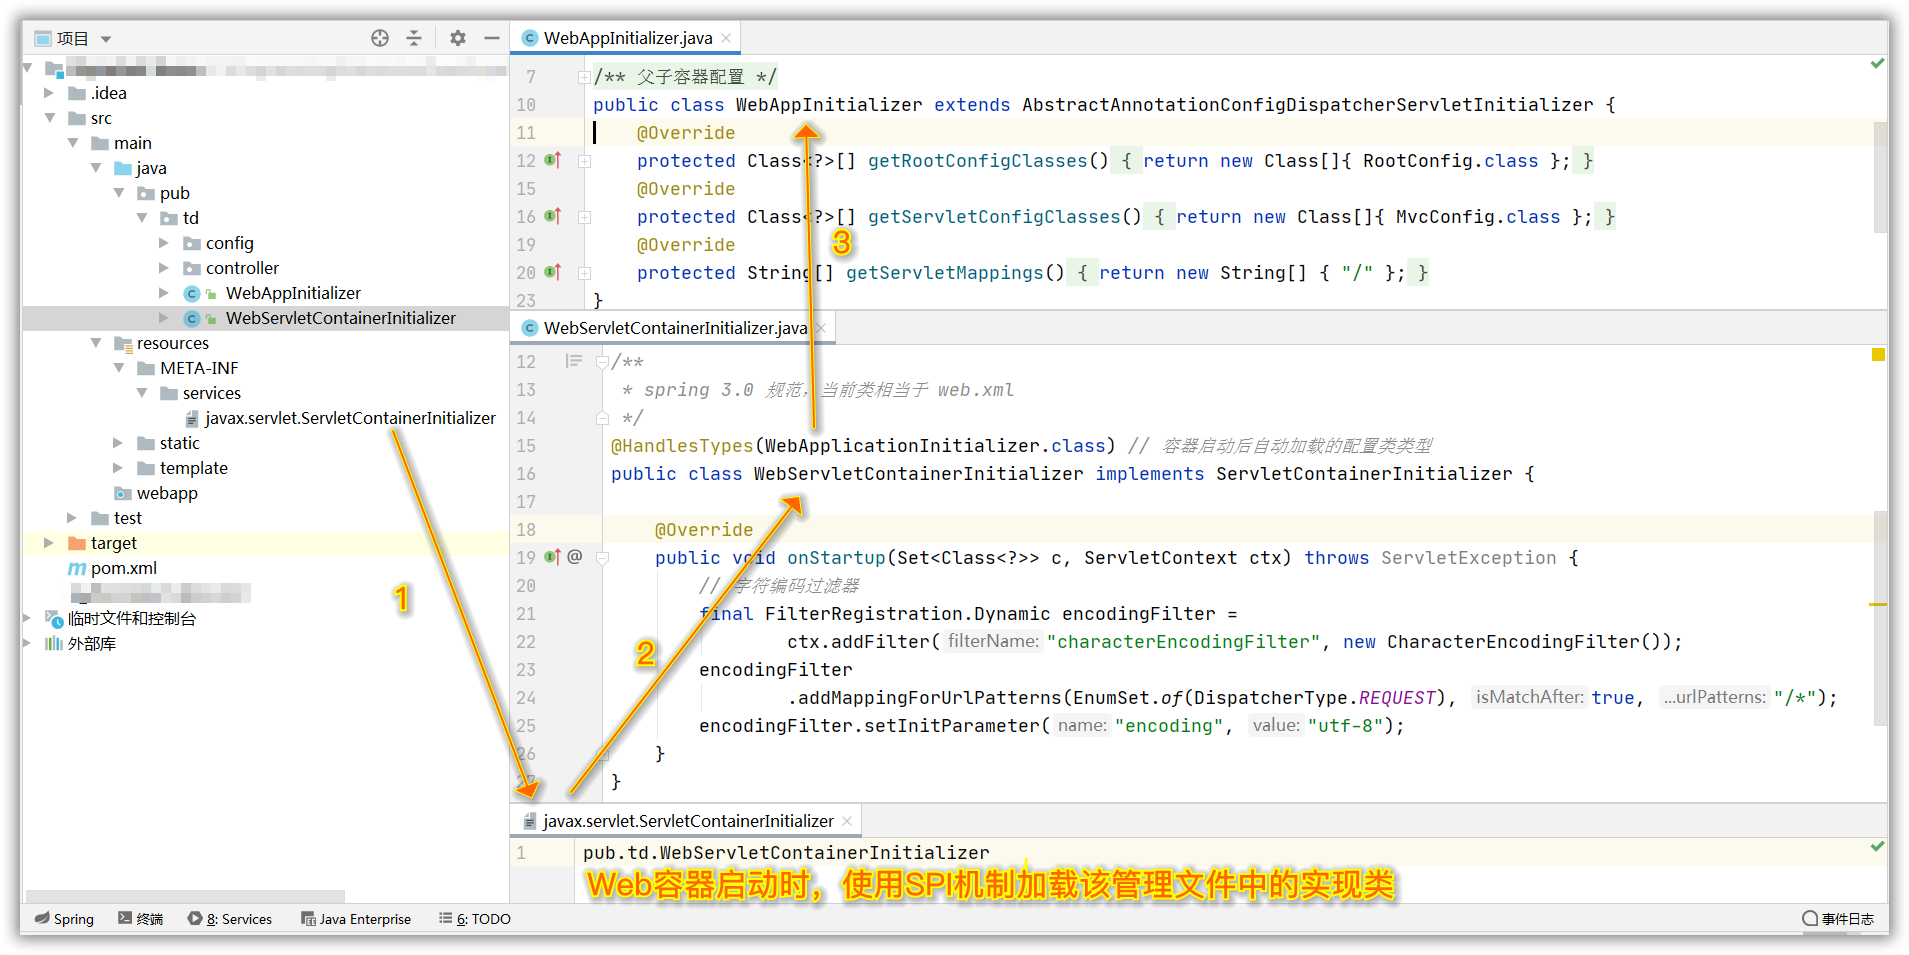 项目
.idea
src
main
java
pub
td
config
controller
WebAppInitializer
WebServletContainerInitializer
resources
META-INF
services
javax.servlet.ServletContainerInitializer
static
template
webapp
test
target
pom.xml
临时文件和控制台
外部库
WebAppInitializer.java
7 /** 父子容器配置 */
10 public class WebAppInitializer extends AbstractAnnotationConfigDispatcherServletInitializer {
11 @Override
12 protected Class<?>[] getRootConfigClasses() { return new Class[]{ RootConfig.class }; }
15 @Override
16 protected Class<?>[] getServletConfigClasses() { return new Class[]{ MvcConfig.class }; }
19 @Override
20 protected String[] getServletMappings() { return new String[] { "/" }; }
23 }
WebServletContainerInitializer.java
12 /**
13 * spring 3.0 规范，当前类相当于 web.xml
14 */
15 @HandlesTypes(WebApplicationInitializer.class) // 容器启动后自动加载的配置类类型
16 public class WebServletContainerInitializer implements ServletContainerInitializer {
17
18 @Override
19 @ public void onStartup(Set<Class<?>> c, ServletContext ctx) throws ServletException {
20 // 字符编码过滤器
21 final FilterRegistration.Dynamic encodingFilter =
22 ctx.addFilter( filterName: "characterEncodingFilter", new CharacterEncodingFilter());
23 encodingFilter
24 .addMappingForUrlPatterns(EnumSet.of(DispatcherType.REQUEST), isMatchAfter: true, ...urlPatterns: "/*");
25 encodingFilter.setInitParameter( name: "encoding", value: "utf-8");
26 }
27 }
1
2
3
javax.servlet.ServletContainerInitializer
1 pub.td.WebServletContainerInitializer
Web容器启动时，使用SPI机制加载该管理文件中的实现类
Spring 终端 8: Services Java Enterprise 6: TODO 事件日志